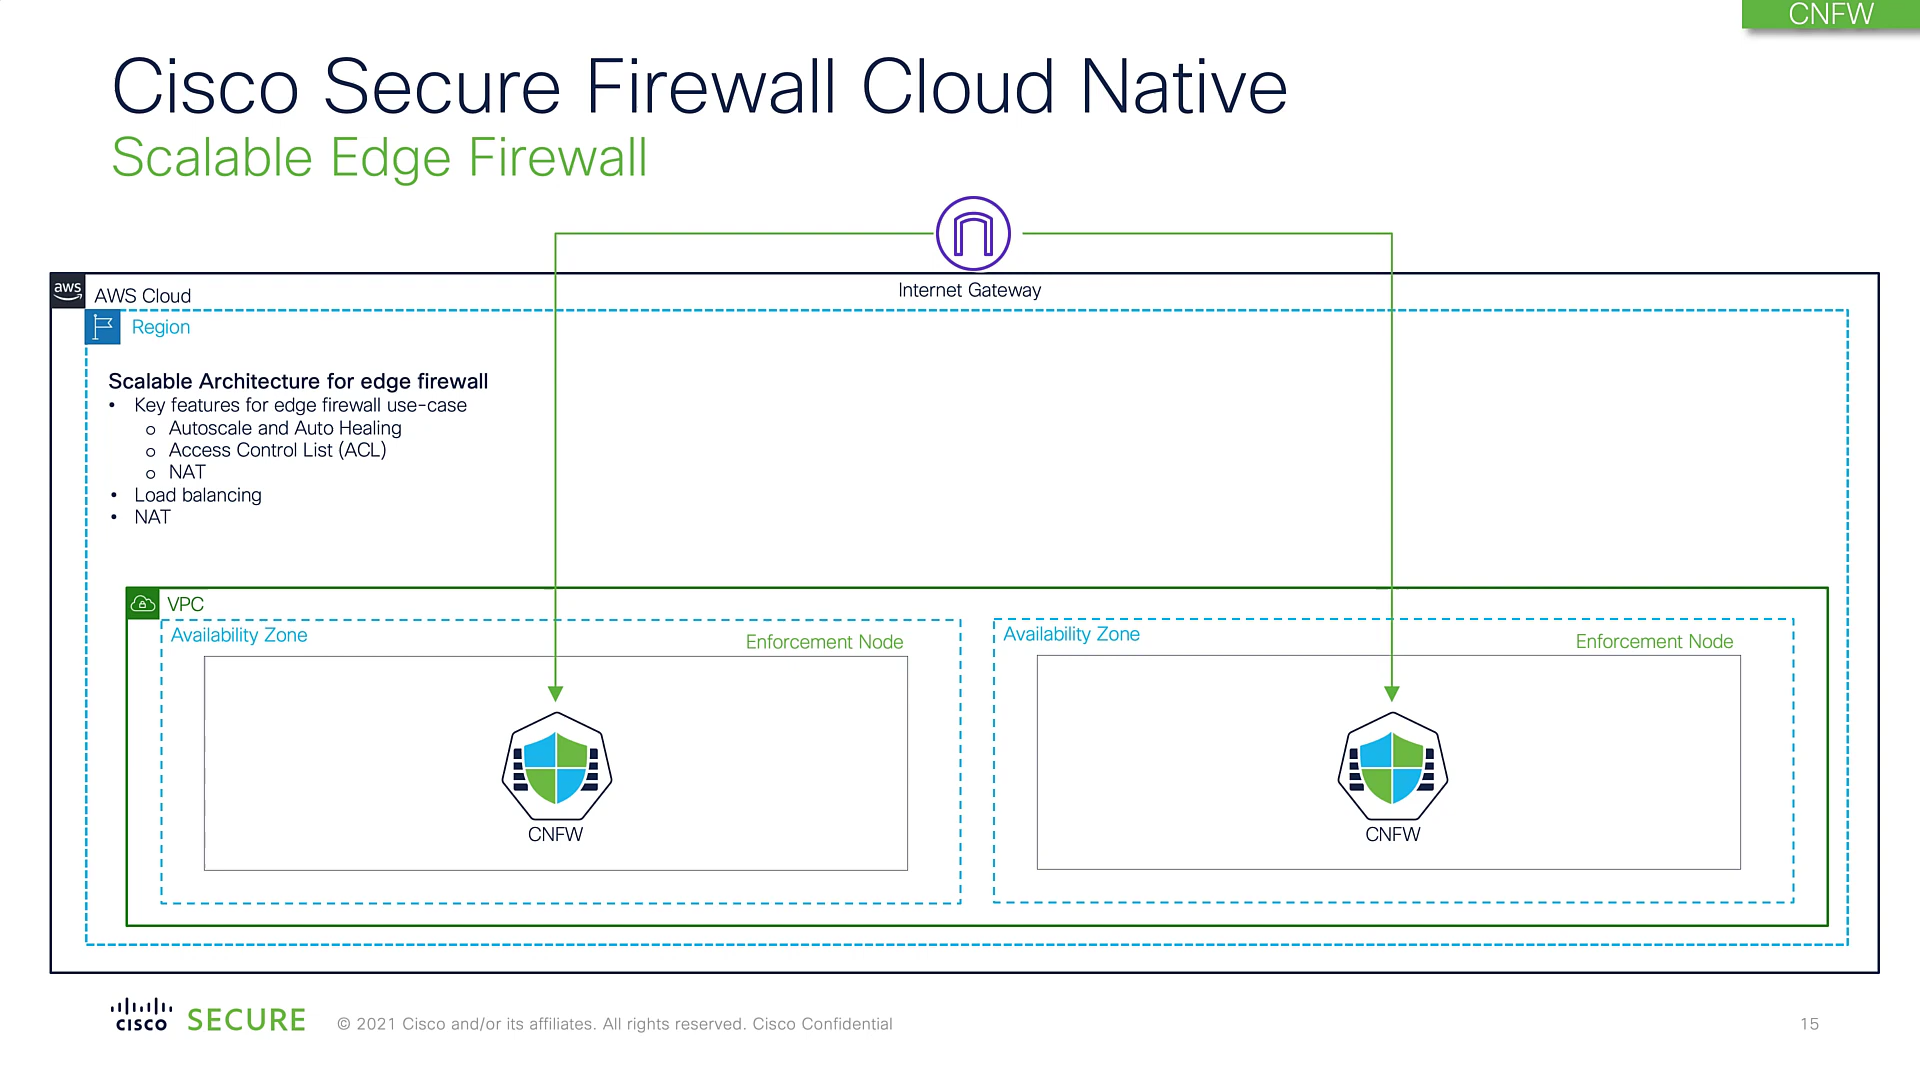 CNFW
Cisco Secure Firewall Cloud Native
Scalable Edge Firewall
aws
AWS Cloud
Internet Gateway
Region
Scalable Architecture for edge firewall
• Key features for edge firewall use-case
o Autoscale and Auto Healing
o Access Control List (ACL)
o NAT
• Load balancing
• NAT
VPC
Availability Zone
Enforcement Node
CNFW
Availability Zone
Enforcement Node
CNFW
cisco SECURE
© 2021 Cisco and/or its affiliates. All rights reserved. Cisco Confidential
15